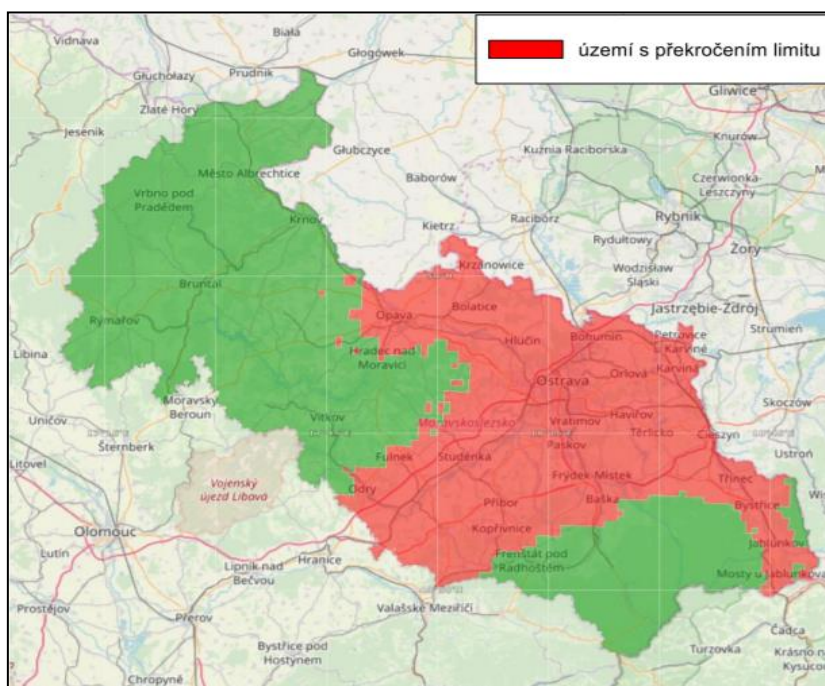 území s překročením limitu
Biała
Vidnava
Głogówek
Głuchołazy
Prudnik
Gliwice
Zlaté Hory
Jeseník
Knurów
Głubczyce
Kuźnia Raciborska
Město Albrechtice
Baborów
Czerwionka-
Leszczyny
Vrbno pod
Pradědem
Racibórz
Rybnik
Krnov
Kietrz
Rydułtowy
Żory
Krzanowice
Wodzisław
Śląski
Bruntál
Bolatice
Jastrzębie-Zdrój
Opava
Rýmařov
Hlučín
Bohumín
Petrovice
u Karviné
Strumień
Libina
Hradec nad
Moravicí
Karviná
Orlová
Ostrava
Moravský
Beroun
Skoczów
Uničov
Vítkov
Moravskoslezsko
Vratimov
Havířov
Těrlicko
Cieszyn
Šternberk
Paskov
Ustroń
Litovel
Fulnek
Studénka
Vojenský
újezd Libavá
Odry
Frýdek-Místek
Třinec
Příbor
Baška
Bystřice
Olomouc
Kopřivnice
Jablunkov
Lutín
Hranice
Frenštát pod
Radhoštěm
Lipník nad
Bečvou
Mosty u Jablunkova
Prostějov
Valašské Meziříčí
Přerov
Čadca
Bystřice pod
Hostýnem
Turzovka
Krásno nad
Kysucou
Chropyně